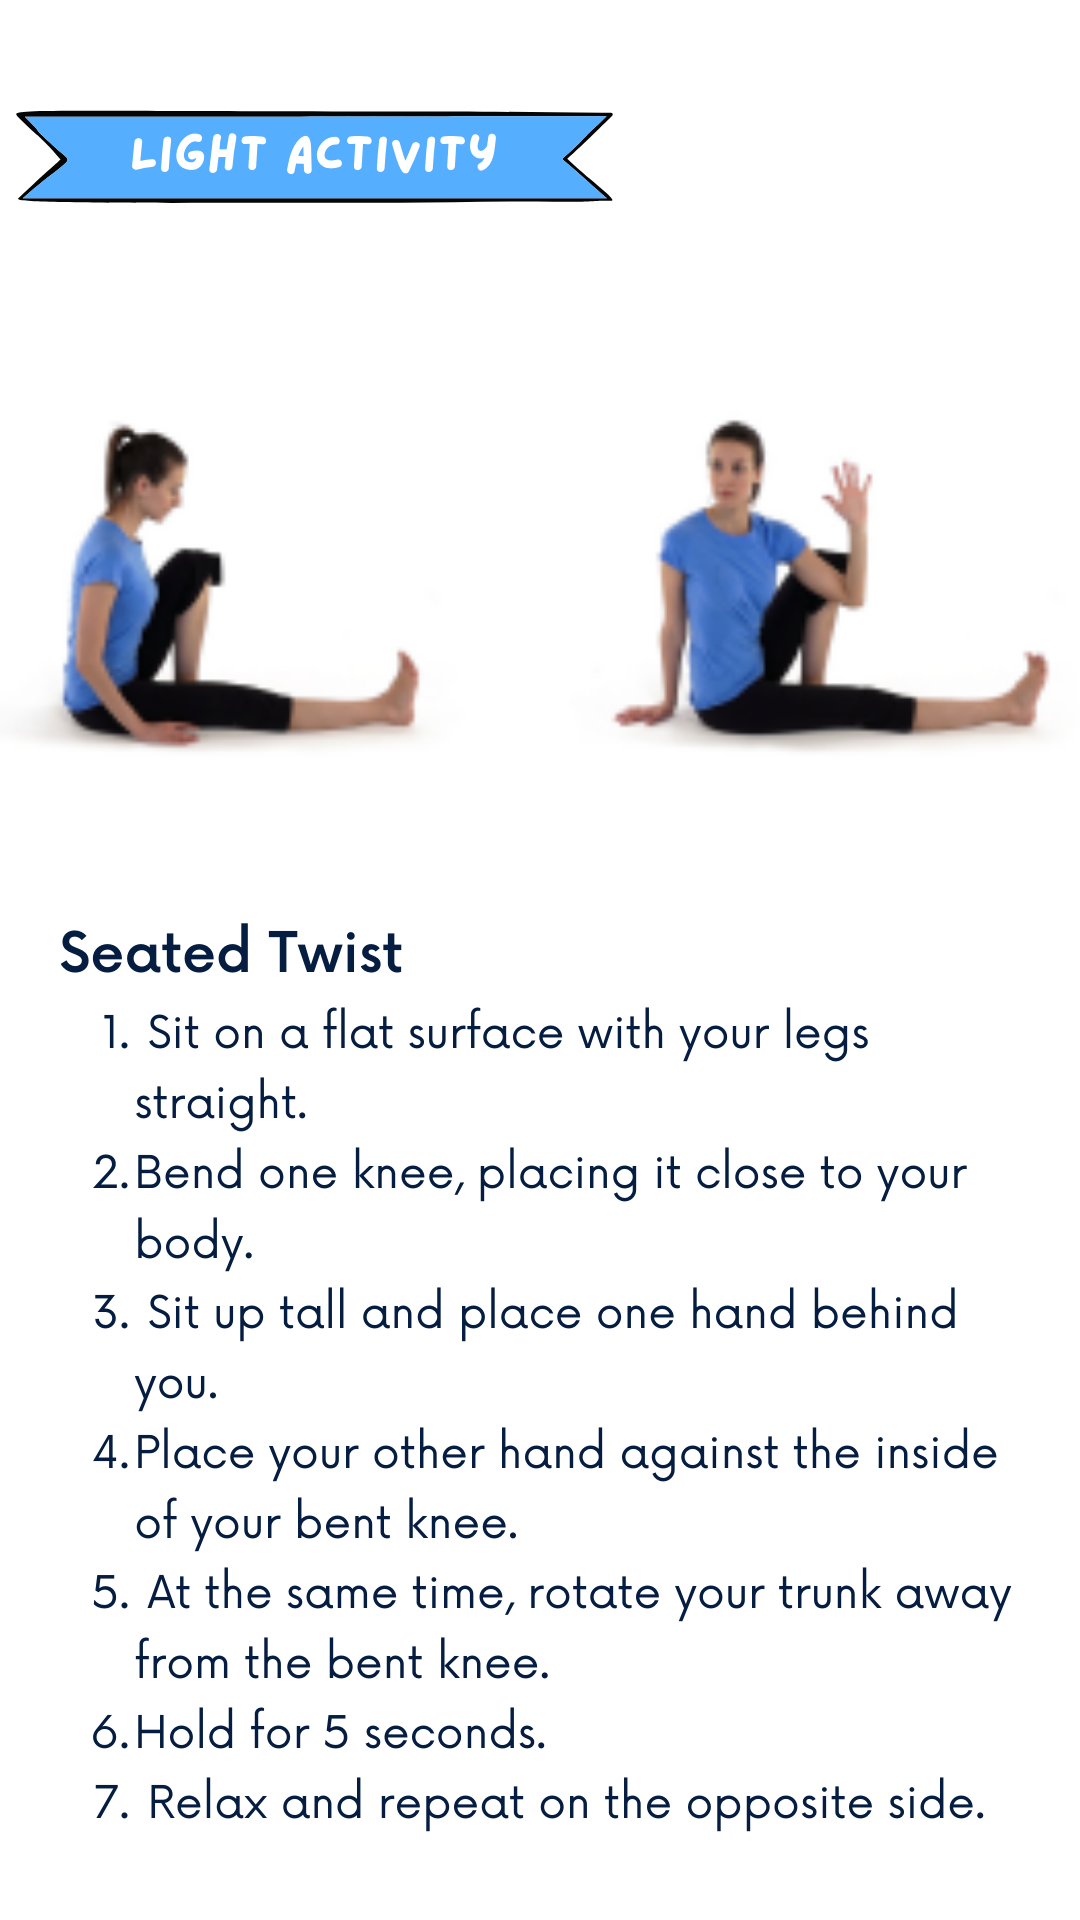 LIGHT ACTIVITY
Seated Twist
1. Sit on a flat surface with your legs
straight.
2. Bend one knee, placing it close to your
body.
3. Sit up tall and place one hand behind
you.
4. Place your other hand against the inside
of your bent knee.
5. At the same time, rotate your trunk away
from the bent knee.
6. Hold for 5 seconds.
7. Relax and repeat on the opposite side.